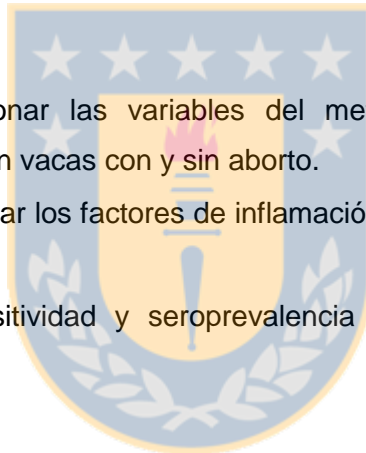 onar las variables del me
n vacas con y sin aborto.
ar los factores de inflamació
sitividad y seroprevalencia